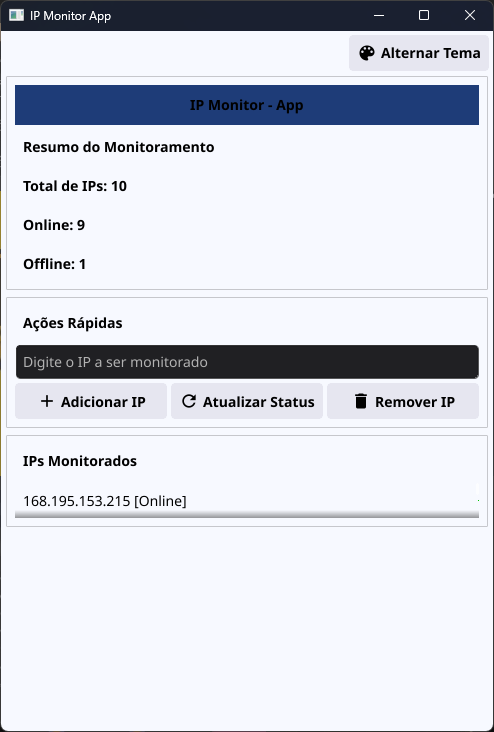 IP Monitor App
Alternar Tema
IP Monitor - App
Resumo do Monitoramento
Total de IPs: 10
Online: 9
Offline: 1
Ações Rápidas
Digite o IP a ser monitorado
Adicionar IP
Atualizar Status
Remover IP
IPs Monitorados
168.195.153.215 [Online]